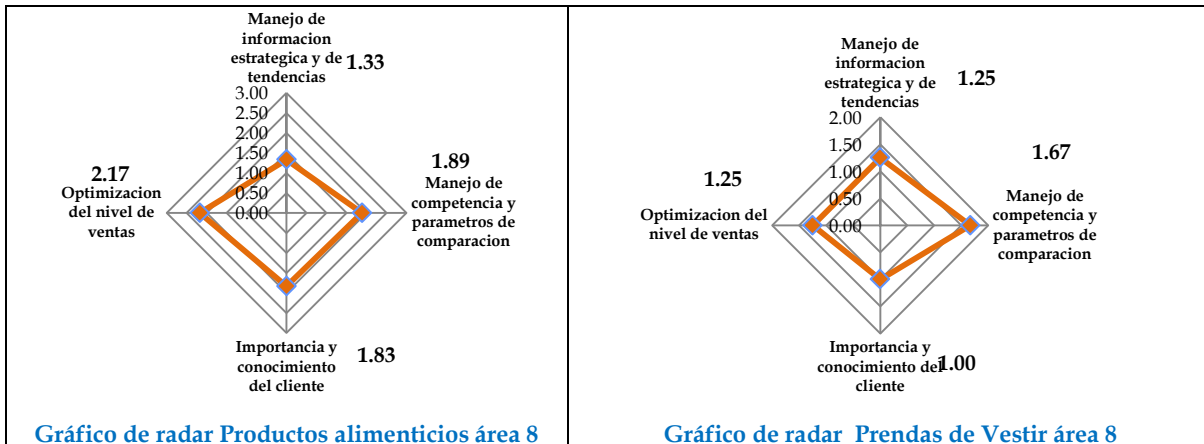 Manejo de
informacion
estrategica y de
tendencias
1.33
3.00
2.50
2.00
1.50
1.00
0.50
0.00
2.17
Optimizacion
del nivel de
ventas
1.89
Manejo de
competencia y
parametros de
comparacion
Importancia y
conocimiento
del cliente
1.83
Gráfico de radar Productos alimenticios área 8
Manejo de
informacion
estrategica y de
tendencias
1.25
2.00
1.50
1.00
0.50
0.00
1.25
Optimizacion del
nivel de ventas
1.67
Manejo de
competencia y
parametros de
comparacion
Importancia y
conocimiento del
cliente
1.00
Gráfico de radar Prendas de Vestir área 8